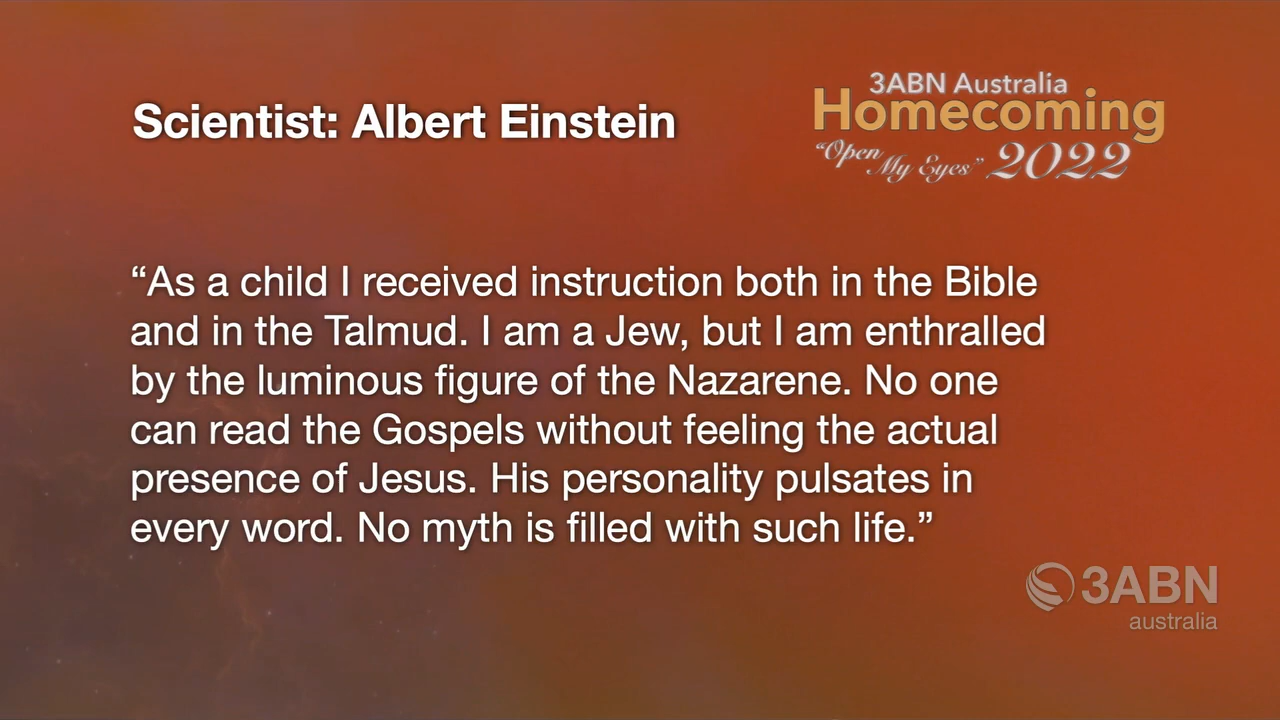 Scientist: Albert Einstein
3ABN Australia
Homecoming
“Open My Eyes” 2022
“As a child I received instruction both in the Bible
and in the Talmud. I am a Jew, but I am enthralled
by the luminous figure of the Nazarene. No one
can read the Gospels without feeling the actual
presence of Jesus. His personality pulsates in
every word. No myth is filled with such life.”
3ABN
australia